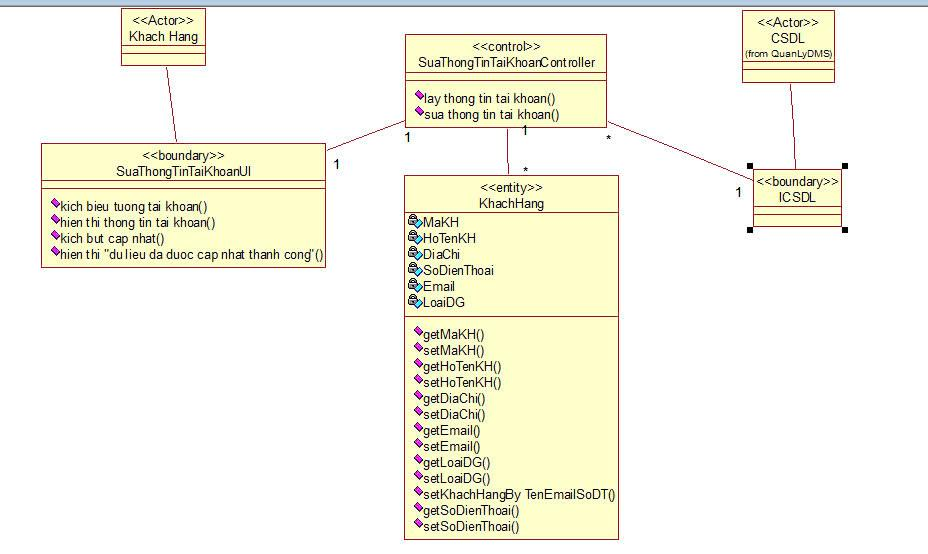 <<Actor>>
Khach Hang
<<control>>
SuaThongTinTaiKhoanController
lay thong tin tai khoan()
sua thong tin tai khoan()
<<Actor>>
CSDL
(from QuanLyDMS)
1
1
1
*
*
1
<<boundary>>
SuaThongTinTaiKhoanUI
kich bieu tuong tai khoan()
hien thi thong tin tai khoan()
kich but cap nhat()
hien thi "du lieu da duoc cap nhat thanh cong"()
<<boundary>>
ICSDL
<<entity>>
KhachHang
MaKH
HoTenKH
DiaChi
SoDienThoai
Email
LoaiDG
getMaKH()
setMaKH()
getHoTenKH()
setHoTenKH()
getDiaChi()
setDiaChi()
getEmail()
setEmail()
getLoaiDG()
setLoaiDG()
setKhachHangBy TenEmailSoDT()
getSoDienThoai()
setSoDienThoai()